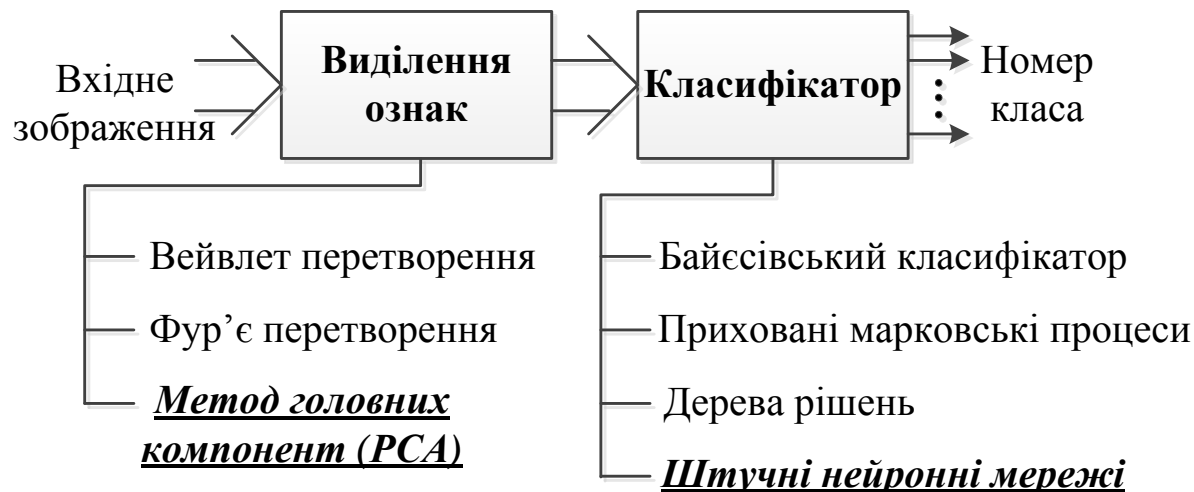 Вхідне
зображення
Виділення
ознак
Класифікатор
Номер
класа
Вейвлет перетворення
Фур’є перетворення
Метод головних
компонент (PCA)
Байєсівський класифікатор
Приховані марковські процеси
Дерева рішень
Штучні нейронні мережі